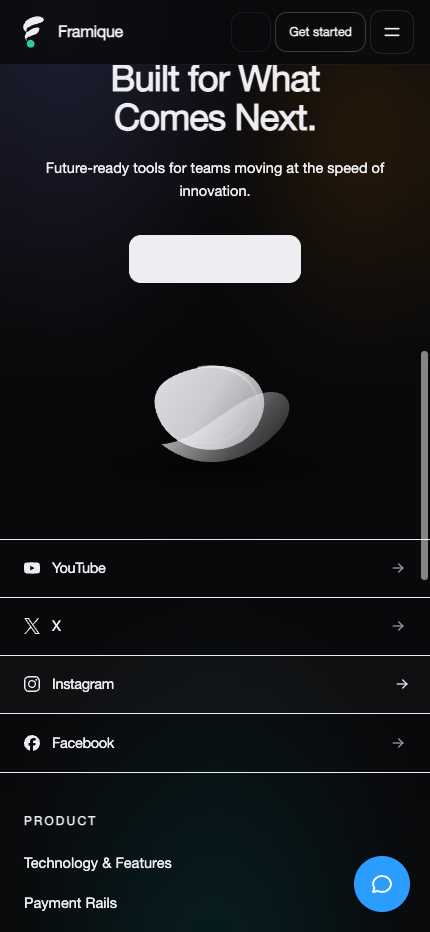 Framique
Get started
Built for What
Comes Next.
Future-ready tools for teams moving at the speed of
innovation.
YouTube
X
Instagram
Facebook
PRODUCT
Technology & Features
Payment Rails